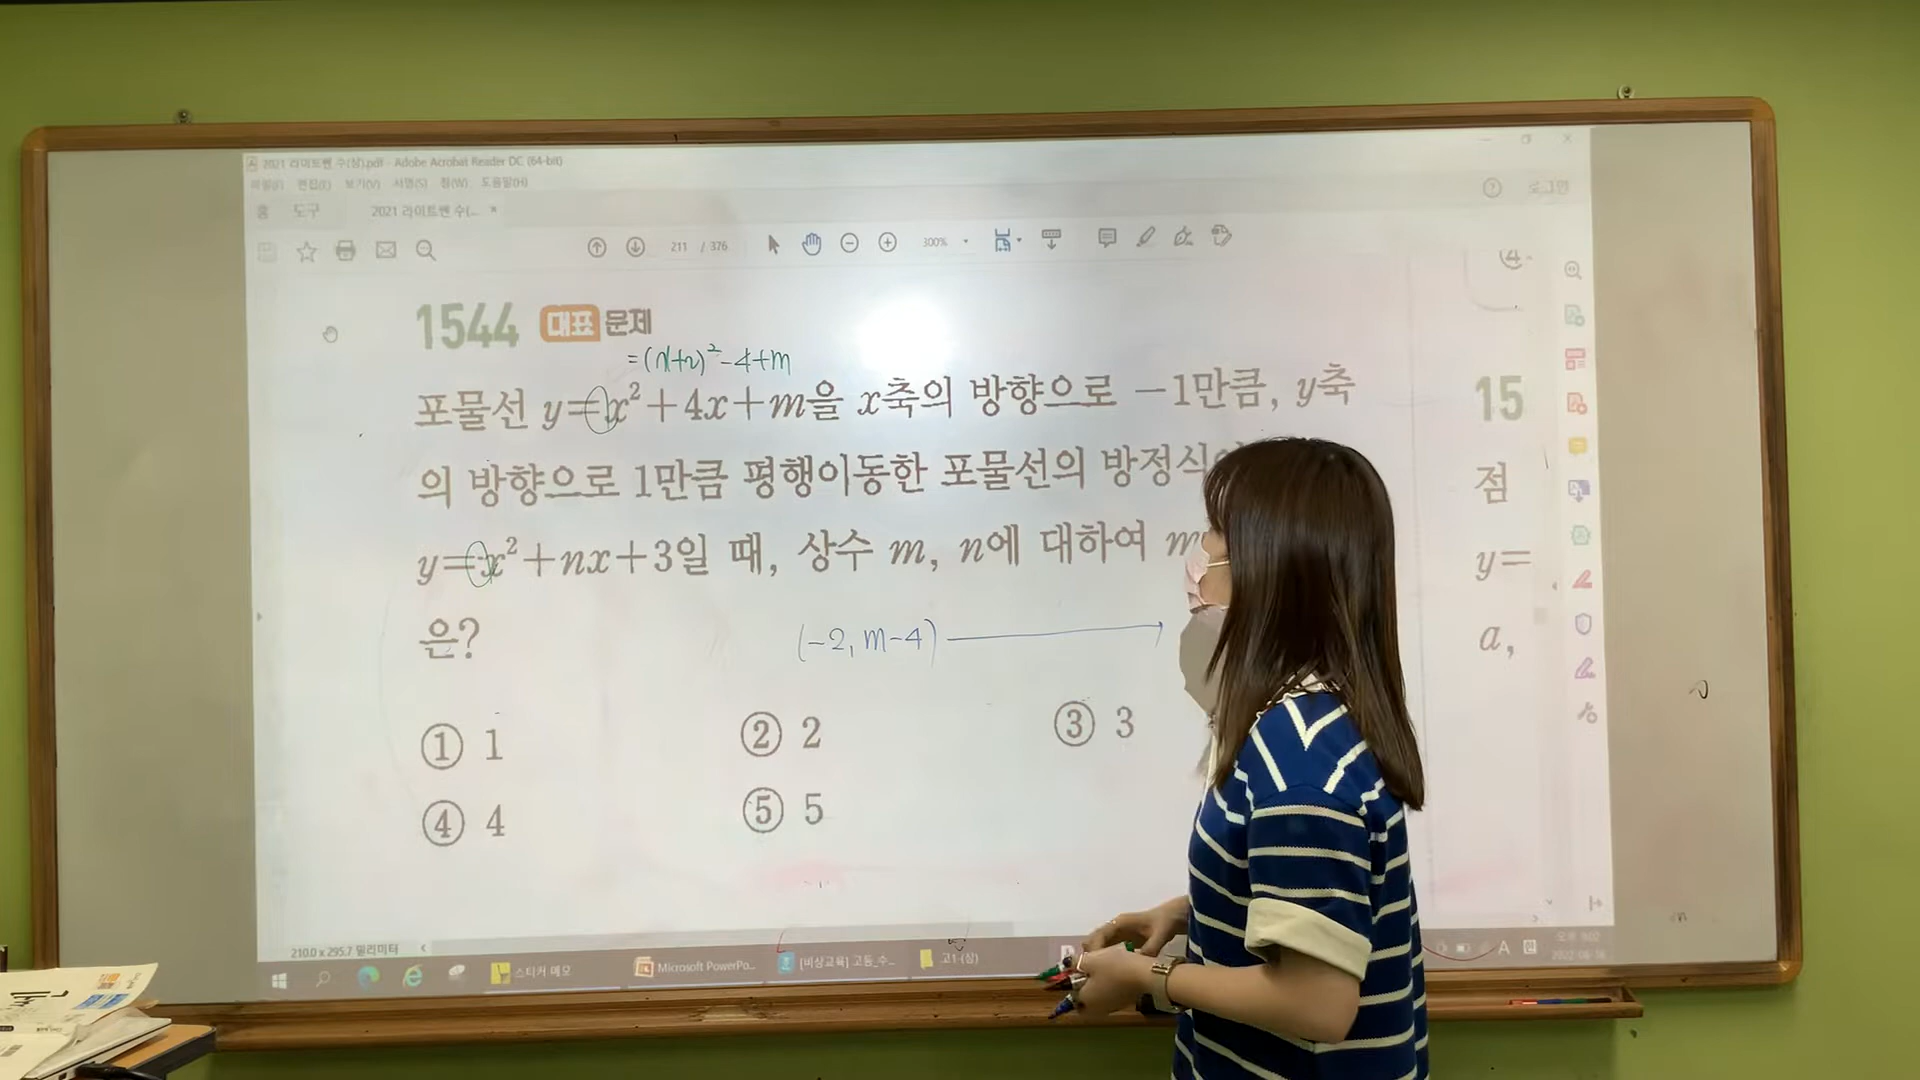 2021 라이트쎈 수(상).pdf - Adobe Acrobat Reader DC (64-bit)
파일(F) 편집(E) 보기(V) 서명(S) 창(W) 도움말(H)
홈 도구 2021 라이트쎈 수(... ×
로그인
211 / 376
300%
1544 대표 문제
=(x+2)²-4+m
포물선 y=x²+4x+m을 x축의 방향으로 -1만큼, y축
의 방향으로 1만큼 평행이동한 포물선의 방정식
y=x²+nx+3일 때, 상수 m, n에 대하여 m
은?
(-2, m-4)
① 1 ② 2 ③ 3
④ 4 ⑤ 5
15
점
y=
a,
210.0 x 295.7 밀리미터
스티커 메모
Microsoft PowerPo...
[비상교육] 고등_수...
고1-(상)
A